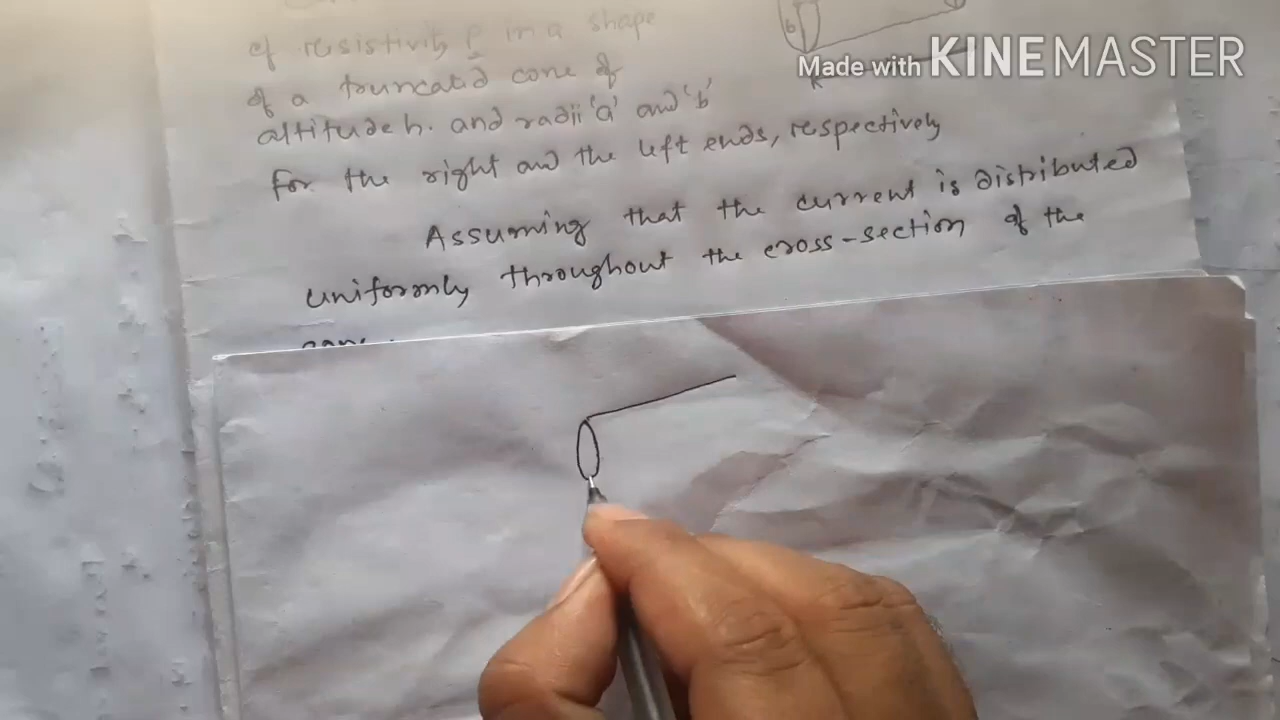 of resistivity ρ in a shape
of a truncated cone of
altitude h. and radii 'a' and 'b'
for the right and the left ends, respectively
Assuming that the current is distributed
uniformly throughout the cross-section of the
b
Made with KINEMASTER